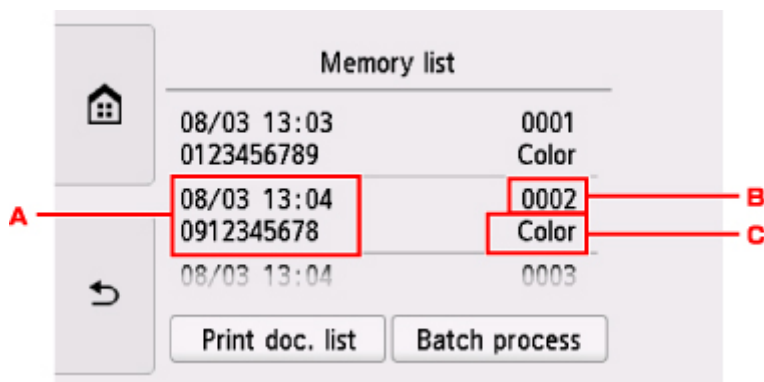 Memory list
08/03 13:03 0001
0123456789 Color
A
08/03 13:04 0002
B
0912345678 Color
C
08/03 13:04 0003
Print doc. list Batch process